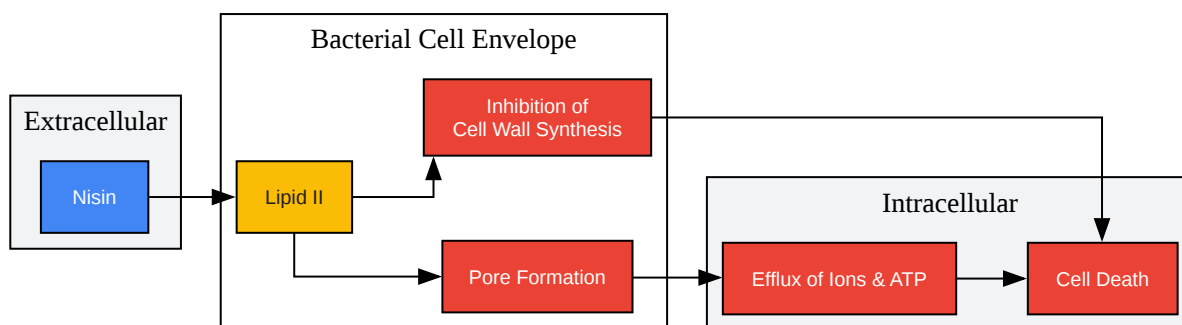 Bacterial Cell Envelope
Extracellular
Nisin
Lipid II
Inhibition of
Cell Wall Synthesis
Pore Formation
Intracellular
Efflux of Ions & ATP
Cell Death